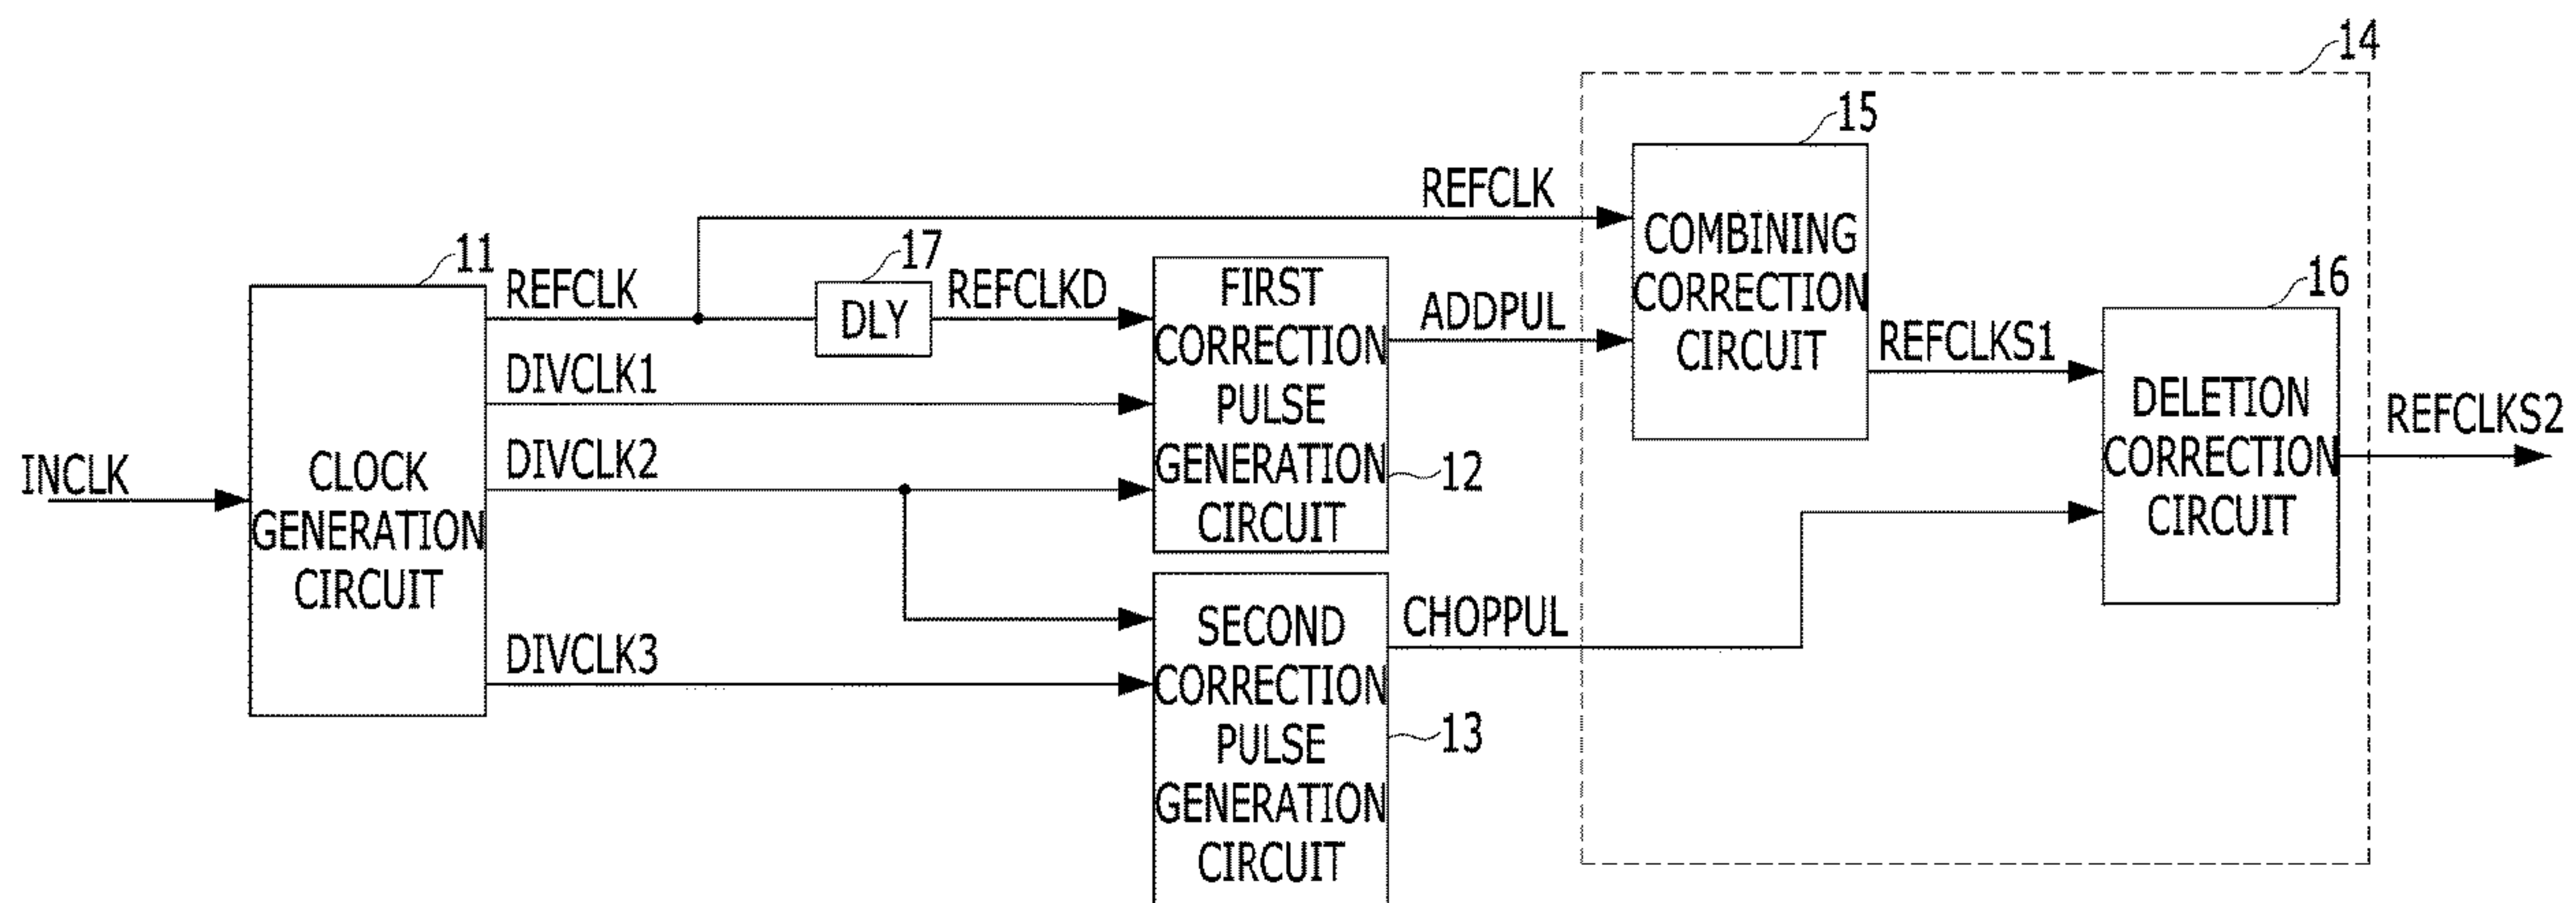 14
15
REFCLK
11
REFCLK
17
DLY
REFCLKD
FIRST
CORRECTION
PULSE
GENERATION
CIRCUIT
12
ADDPUL
COMBINING
CORRECTION
CIRCUIT
REFCLKS1
16
DELETION
CORRECTION
CIRCUIT
REFCLKS2
DIVCLK1
DIVCLK2
INCLK
CLOCK
GENERATION
CIRCUIT
DIVCLK3
SECOND
CORRECTION
PULSE
GENERATION
CIRCUIT
13
CHOPPUL